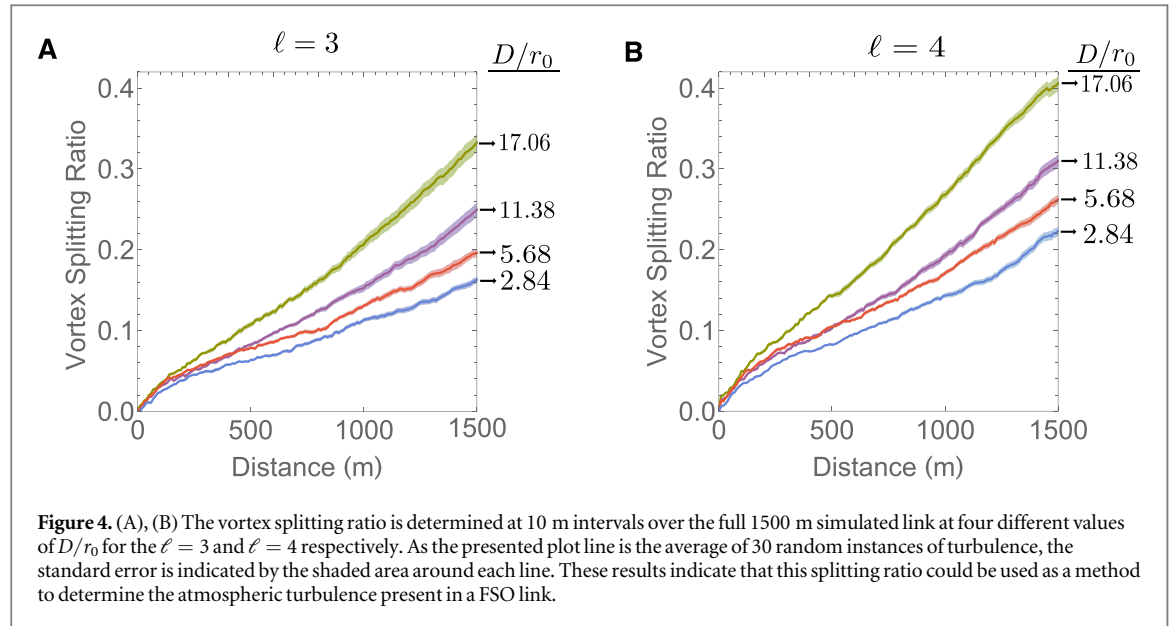 A
ℓ = 3
D/r₀
Vortex Splitting Ratio
0.4
0.3
0.2
0.1
0.0
0
500
1000
1500
Distance (m)
17.06
11.38
5.68
2.84
B
ℓ = 4
D/r₀
Vortex Splitting Ratio
0.4
0.3
0.2
0.1
0.0
0
500
1000
1500
Distance (m)
17.06
11.38
5.68
2.84
Figure 4. (A), (B) The vortex splitting ratio is determined at 10 m intervals over the full 1500 m simulated link at four different values
of D/r₀ for the ℓ = 3 and ℓ = 4 respectively. As the presented plot line is the average of 30 random instances of turbulence, the
standard error is indicated by the shaded area around each line. These results indicate that this splitting ratio could be used as a method
to determine the atmospheric turbulence present in a FSO link.